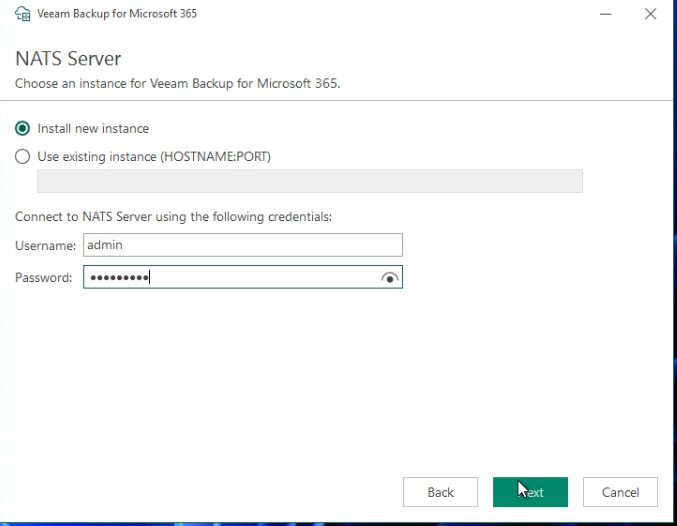 Veeam Backup for Microsoft 365
NATS Server
Choose an instance for Veeam Backup for Microsoft 365.
Install new instance
Use existing instance (HOSTNAME:PORT)
Connect to NATS Server using the following credentials:
Username: admin
Password: •••••••••
Back Next Cancel